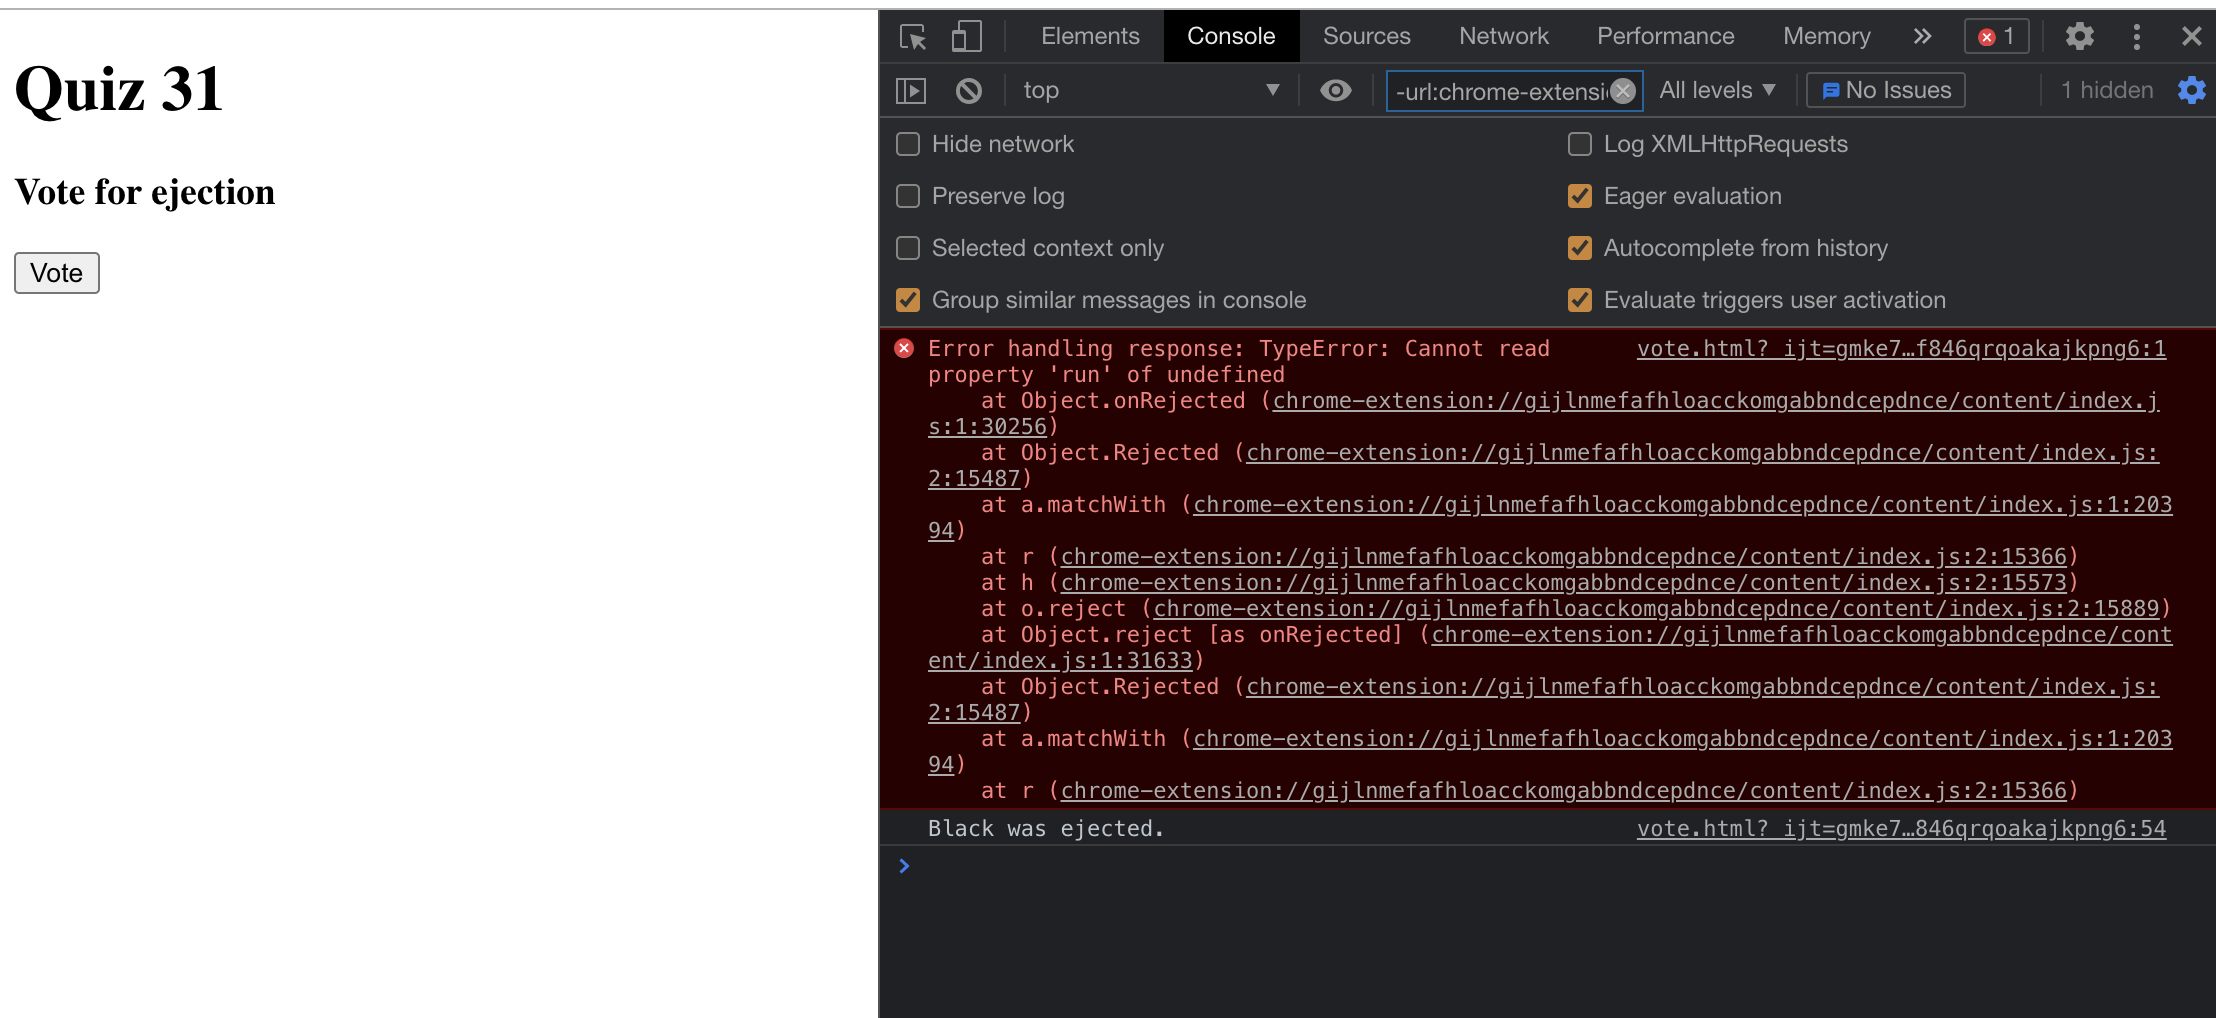 Quiz 31
Vote for ejection
Vote
Elements Console Sources Network Performance Memory 1
top -url:chrome-extensi All levels No Issues 1 hidden
Hide network Log XMLHttpRequests
Preserve log Eager evaluation
Selected context only Autocomplete from history
Group similar messages in console Evaluate triggers user activation
Error handling response: TypeError: Cannot read vote.html?_ijt=gmke7…f846qrqoakajkpng6:1
property 'run' of undefined
at Object.onRejected (chrome-extension://gijlnmefafhloacckomgabbndcepdnce/content/index.j
s:1:30256)
at Object.Rejected (chrome-extension://gijlnmefafhloacckomgabbndcepdnce/content/index.js:
2:15487)
at a.matchWith (chrome-extension://gijlnmefafhloacckomgabbndcepdnce/content/index.js:1:203
94)
at r (chrome-extension://gijlnmefafhloacckomgabbndcepdnce/content/index.js:2:15366)
at h (chrome-extension://gijlnmefafhloacckomgabbndcepdnce/content/index.js:2:15573)
at o.reject (chrome-extension://gijlnmefafhloacckomgabbndcepdnce/content/index.js:2:15889)
at Object.reject [as onRejected] (chrome-extension://gijlnmefafhloacckomgabbndcepdnce/cont
ent/index.js:1:31633)
at Object.Rejected (chrome-extension://gijlnmefafhloacckomgabbndcepdnce/content/index.js:
2:15487)
at a.matchWith (chrome-extension://gijlnmefafhloacckomgabbndcepdnce/content/index.js:1:203
94)
at r (chrome-extension://gijlnmefafhloacckomgabbndcepdnce/content/index.js:2:15366)
Black was ejected. vote.html?_ijt=gmke7…846qrqoakajkpng6:54